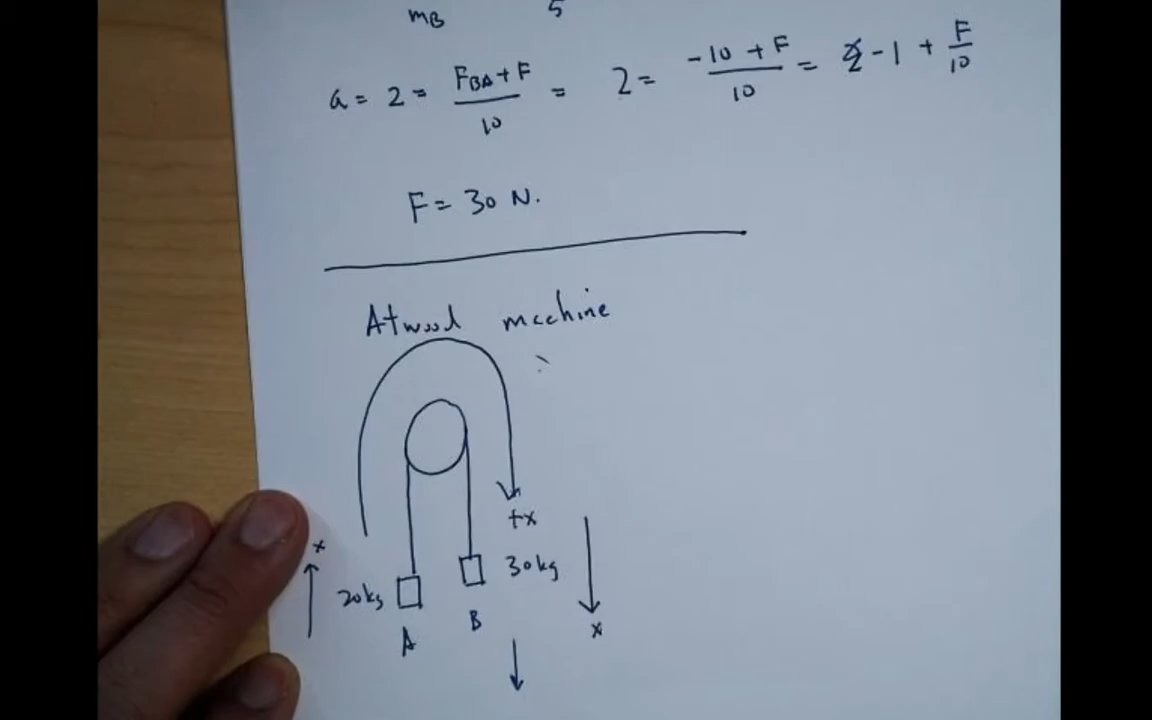 mB 5
a = 2 = FBA + F / 10 = 2 = -10 + F / 10 = -1 + F / 10
F = 30 N.
Atwood machine
+x
x
20kg
30kg
A
B
x